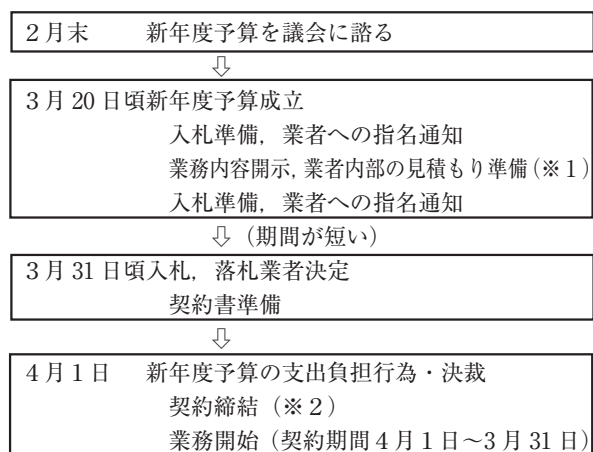 ２月末　　新年度予算を議会に諮る
⇩
３月20日頃新年度予算成立
入札準備，業者への指名通知
業務内容開示，業者内部の見積もり準備（※１）
入札準備，業者への指名通知
⇩（期間が短い）
３月31日頃入札，落札業者決定
契約書準備
⇩
４月１日　　新年度予算の支出負担行為・決裁
契約締結（※２）
業務開始（契約期間４月１日～３月31日）